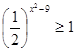 (1/2)^{x²-9} ≥ 1